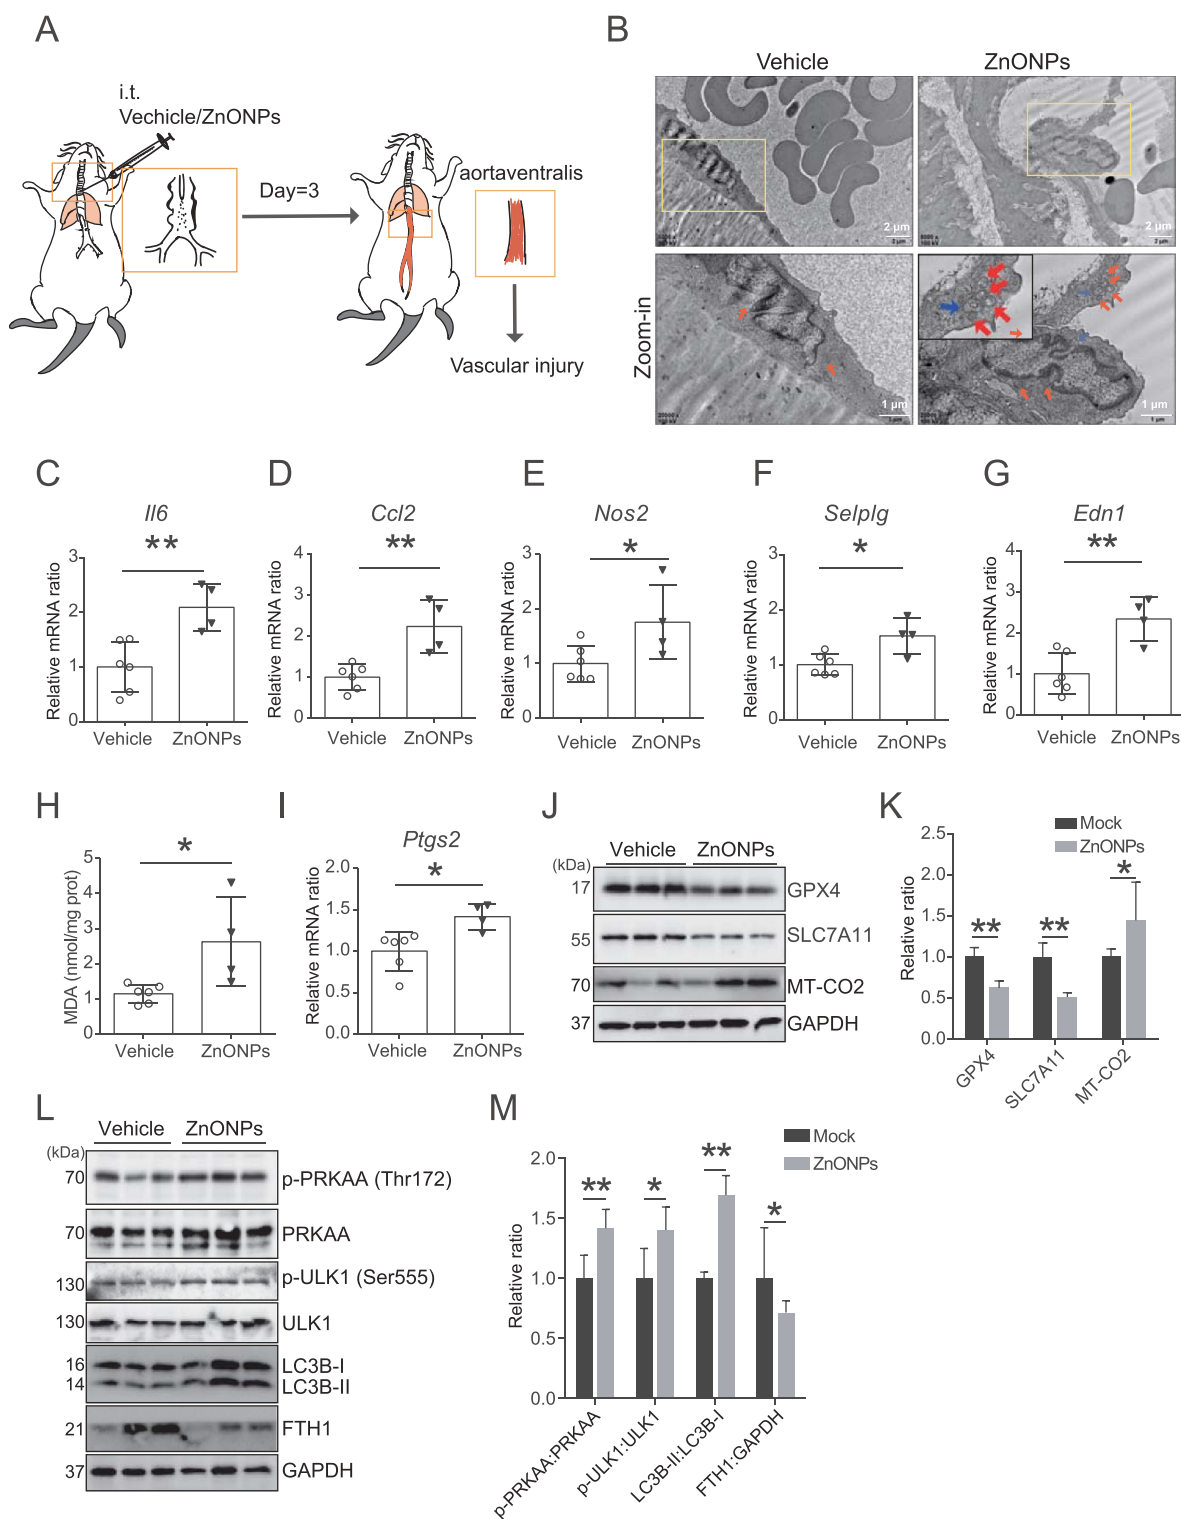 A
i.t.
Vechicle/ZnONPs
Day=3
aortaventralis
Vascular injury
B
Vehicle
ZnONPs
2 μm
2 μm
Zoom-in
1 μm
1 μm
C
Il6
**
Relative mRNA ratio
3
2
1
0
Vehicle
ZnONPs
D
Ccl2
**
Relative mRNA ratio
4
3
2
1
0
Vehicle
ZnONPs
E
Nos2
*
Relative mRNA ratio
3
2
1
0
Vehicle
ZnONPs
F
Selplg
*
Relative mRNA ratio
3
2
1
0
Vehicle
ZnONPs
G
Edn1
**
Relative mRNA ratio
4
3
2
1
0
Vehicle
ZnONPs
H
*
MDA (nmol/mg prot)
5
4
3
2
1
0
Vehicle
ZnONPs
I
Ptgs2
*
Relative mRNA ratio
2.0
1.5
1.0
0.5
0.0
Vehicle
ZnONPs
J
(kDa)
Vehicle
ZnONPs
17
GPX4
55
SLC7A11
70
MT-CO2
37
GAPDH
K
Mock
ZnONPs
Relative ratio
2.5
2.0
1.5
1.0
0.5
0.0
**
**
*
GPX4
SLC7A11
MT-CO2
L
(kDa)
Vehicle
ZnONPs
70
p-PRKAA (Thr172)
70
PRKAA
130
p-ULK1 (Ser555)
130
ULK1
16
LC3B-I
14
LC3B-II
21
FTH1
37
GAPDH
M
Mock
ZnONPs
Relative ratio
2.0
1.5
1.0
0.5
0.0
**
*
**
*
p-PRKAA:PRKAA
p-ULK1:ULK1
LC3B-II:LC3B-I
FTH1:GAPDH